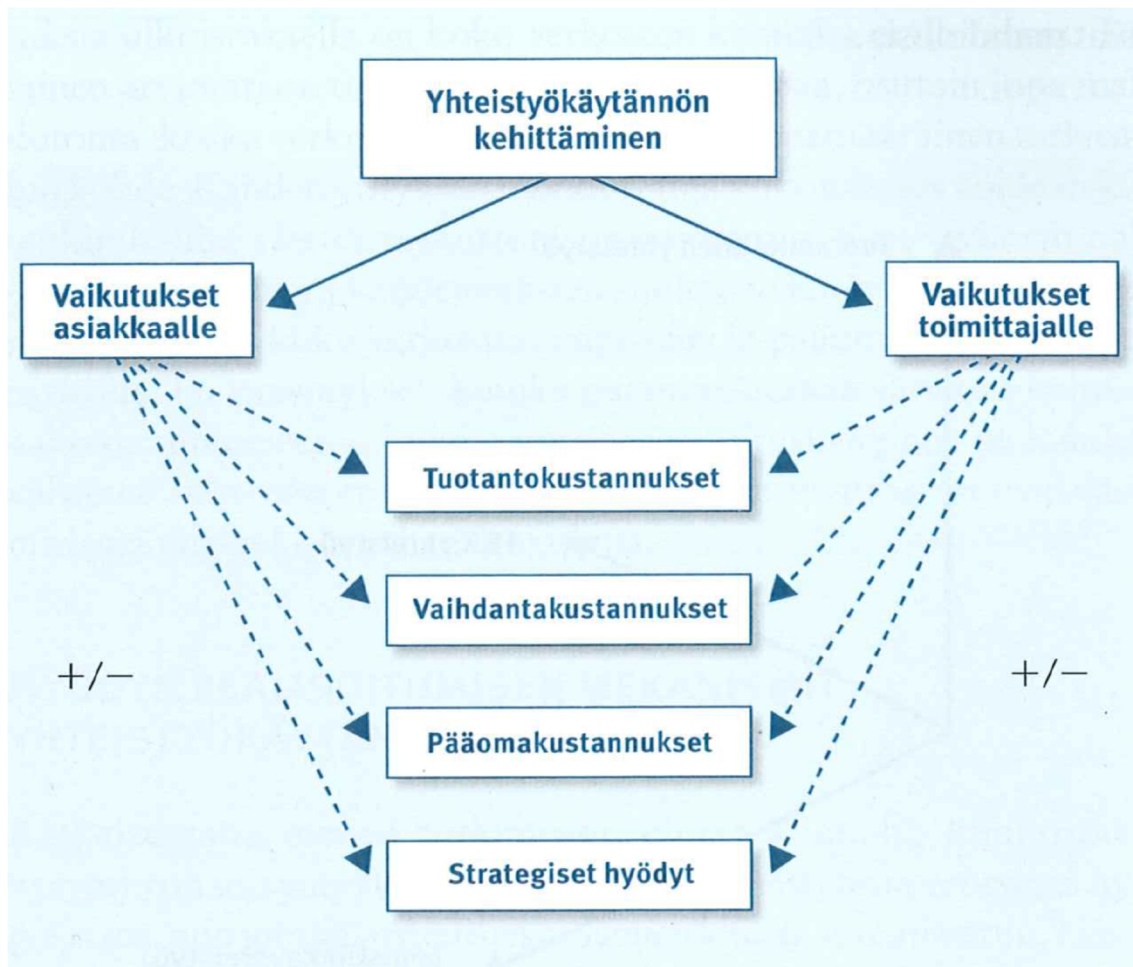 Yhteistyökäytännön
kehittäminen
Vaikutukset
asiakkaalle
Vaikutukset
toimittajalle
Tuotantokustannukset
Vaihdantakustannukset
+/−
+/−
Pääomakustannukset
Strategiset hyödyt